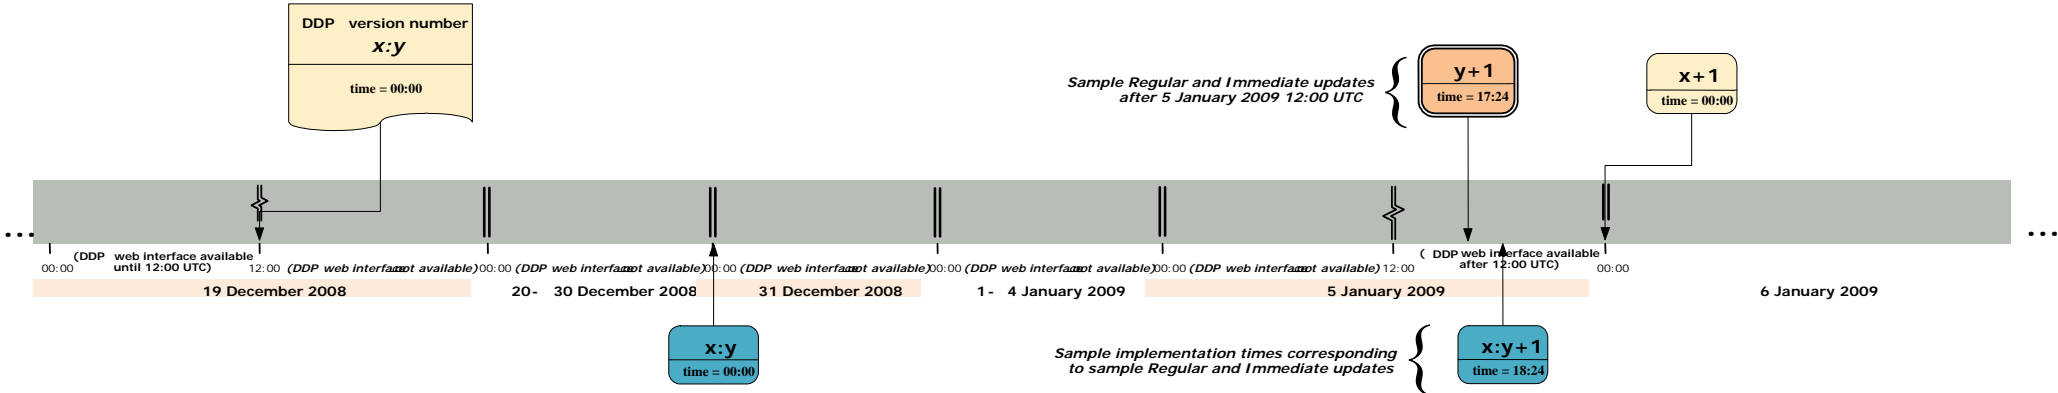 DDP version number
x:y
time = 00:00
Sample Regular and Immediate updates
after 5 January 2009 12:00 UTC
y+1
time = 17:24
x+1
time = 00:00
...
...
00:00
(DDP web interface available
until 12:00 UTC)
12:00
(DDP web interface not available)
00:00
(DDP web interface not available)
00:00
(DDP web interface not available)
00:00
(DDP web interface not available)
00:00
(DDP web interface not available)
12:00
( DDP web interface available
after 12:00 UTC)
00:00
19 December 2008
20- 30 December 2008
31 December 2008
1- 4 January 2009
5 January 2009
6 January 2009
x:y
time = 00:00
Sample implementation times corresponding
to sample Regular and Immediate updates
x:y+1
time = 18:24